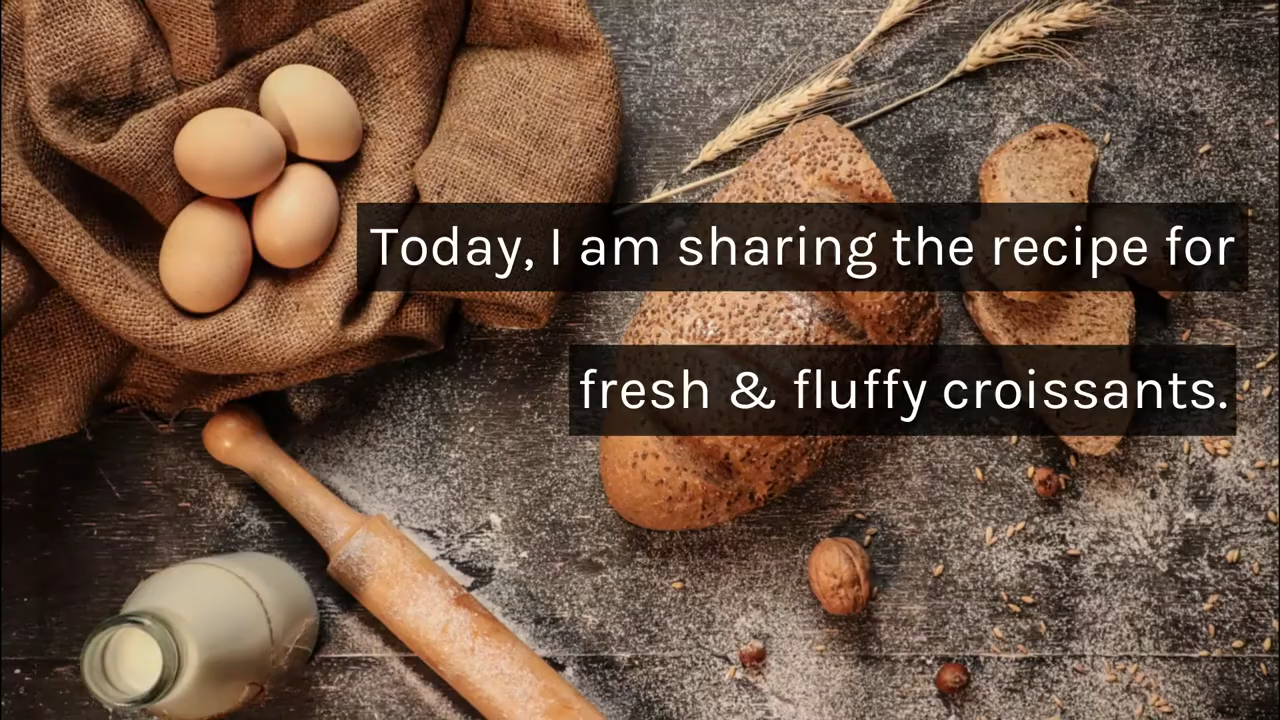 Today, I am sharing the recipe for
fresh & fluffy croissants.